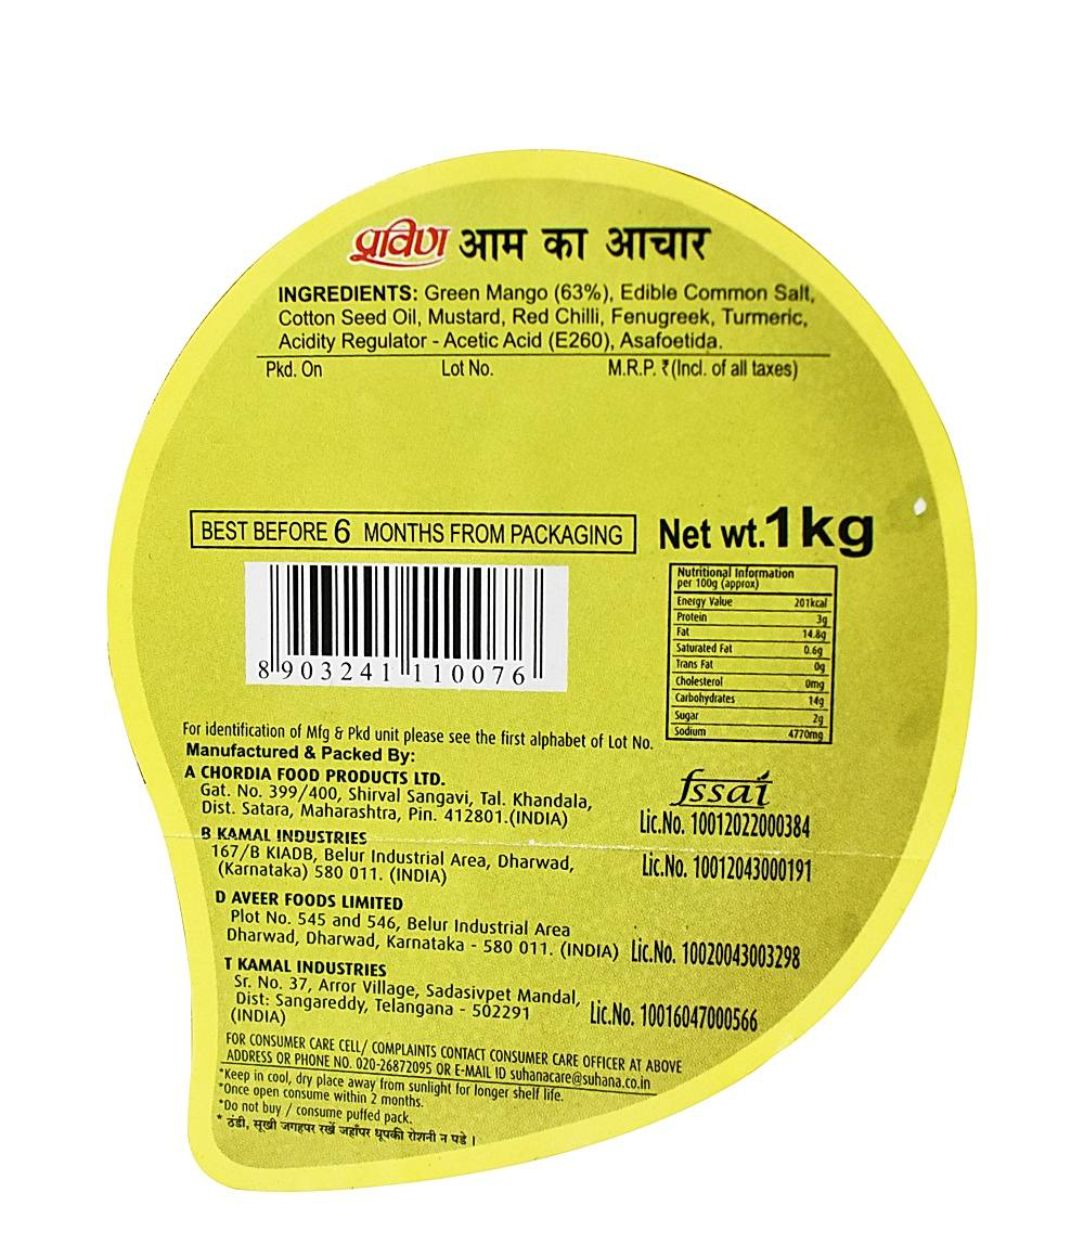 प्रविण आम का आचार
INGREDIENTS: Green Mango (63%), Edible Common Salt,
Cotton Seed Oil, Mustard, Red Chilli, Fenugreek, Turmeric,
Acidity Regulator - Acetic Acid (E260), Asafoetida.
Pkd. On Lot No. M.R.P. ₹(Incl. of all taxes)
BEST BEFORE 6 MONTHS FROM PACKAGING
Net wt.1kg
8 903241 110076
Nutritional Information
per 100g (approx)
Energy Value 201kcal
Protein 3g
Fat 14.8g
Saturated Fat 0.6g
Trans Fat 0g
Cholesterol 0mg
Carbohydrates 14g
Sugar 2g
Sodium 4770mg
For identification of Mfg & Pkd unit please see the first alphabet of Lot No.
Manufactured & Packed By:
A CHORDIA FOOD PRODUCTS LTD.
Gat. No. 399/400, Shirval Sangavi, Tal. Khandala,
Dist. Satara, Maharashtra, Pin. 412801.(INDIA)
fssai
Lic.No. 10012022000384
B KAMAL INDUSTRIES
167/B KIADB, Belur Industrial Area, Dharwad,
(Karnataka) 580 011. (INDIA)
Lic.No. 10012043000191
D AVEER FOODS LIMITED
Plot No. 545 and 546, Belur Industrial Area
Dharwad, Dharwad, Karnataka - 580 011. (INDIA) Lic.No. 10020043003298
T KAMAL INDUSTRIES
Sr. No. 37, Arror Village, Sadasivpet Mandal,
Dist: Sangareddy, Telangana - 502291
(INDIA)
Lic.No. 10016047000566
FOR CONSUMER CARE CELL/ COMPLAINTS CONTACT CONSUMER CARE OFFICER AT ABOVE
ADDRESS OR PHONE NO. 020-26872095 OR E-MAIL ID suhanacare@suhana.co.in
*Keep in cool, dry place away from sunlight for longer shelf life.
*Once open consume within 2 months.
*Do not buy / consume puffed pack.
* ठंडी, सूखी जगहपर रखें जहाँपर धूपकी रोशनी न पडे ।